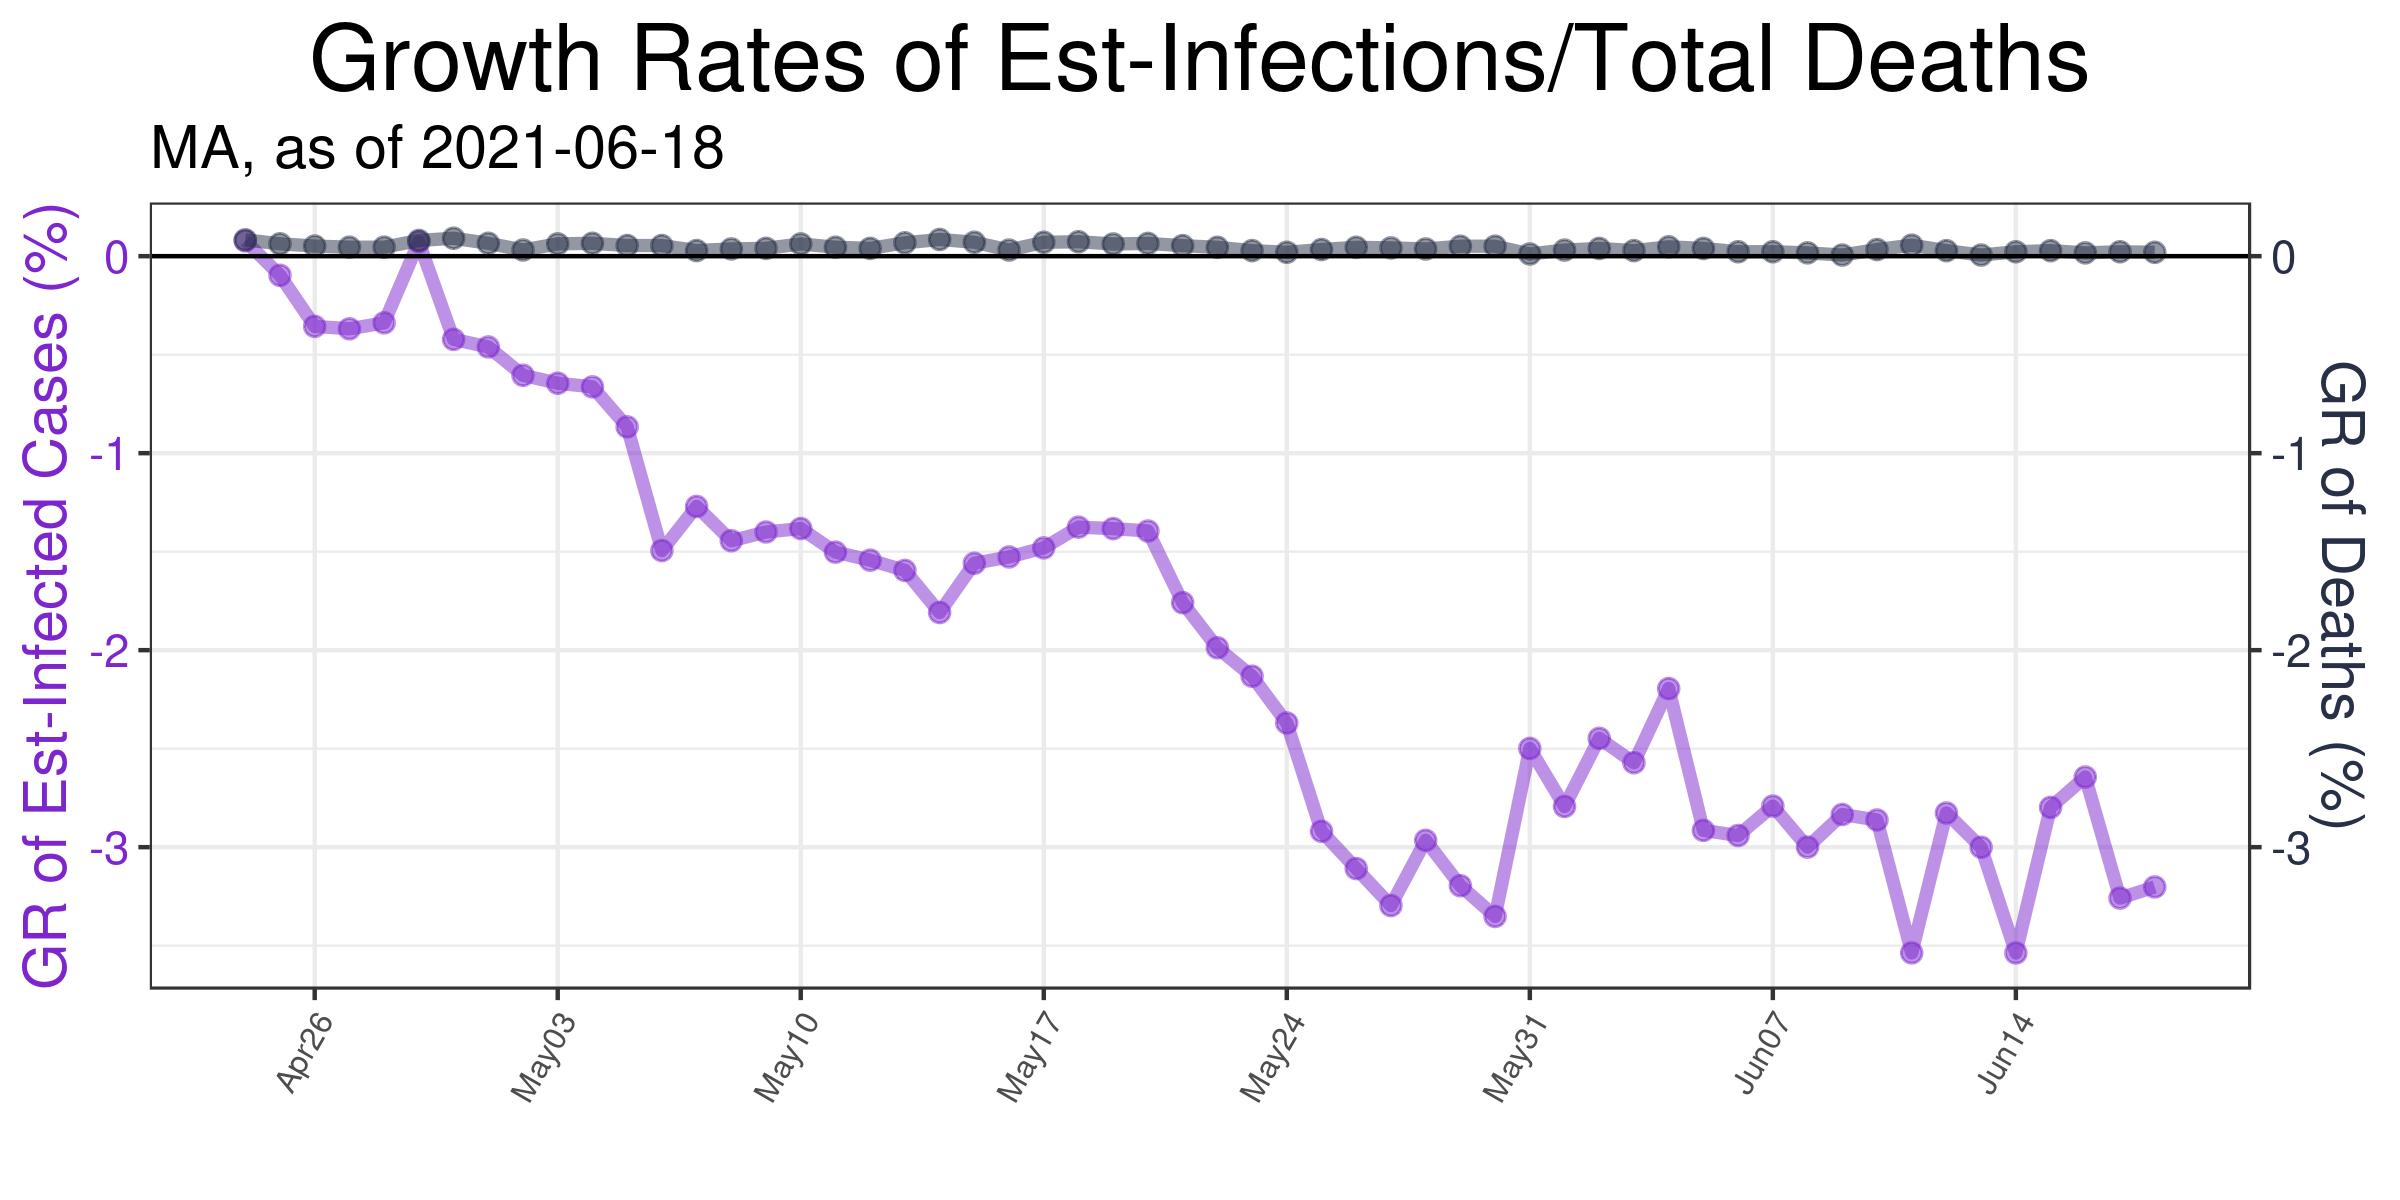 Growth Rates of Est-Infections/Total Deaths
MA, as of 2021-06-18
GR of Est-Infected Cases (%)
0
-1
-2
-3
0
-1
-2
-3
GR of Deaths (%)
Apr26
May03
May10
May17
May24
May31
Jun07
Jun14